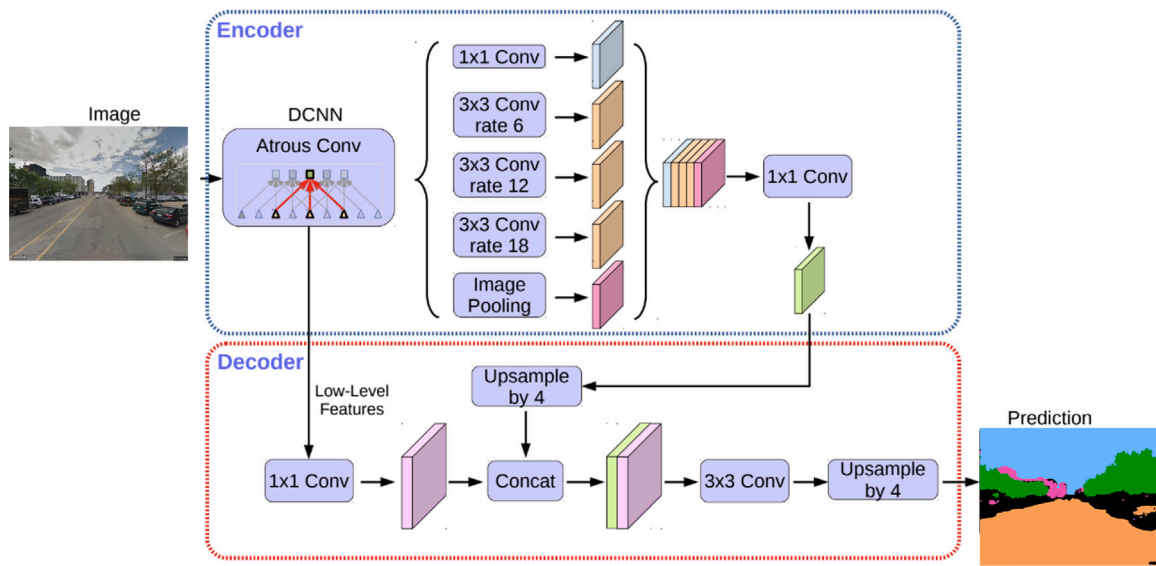 Encoder
Image
DCNN
Atrous Conv
1x1 Conv
3x3 Conv
rate 6
3x3 Conv
rate 12
3x3 Conv
rate 18
Image
Pooling
1x1 Conv
Decoder
Low-Level
Features
Upsample
by 4
1x1 Conv
Concat
3x3 Conv
Upsample
by 4
Prediction